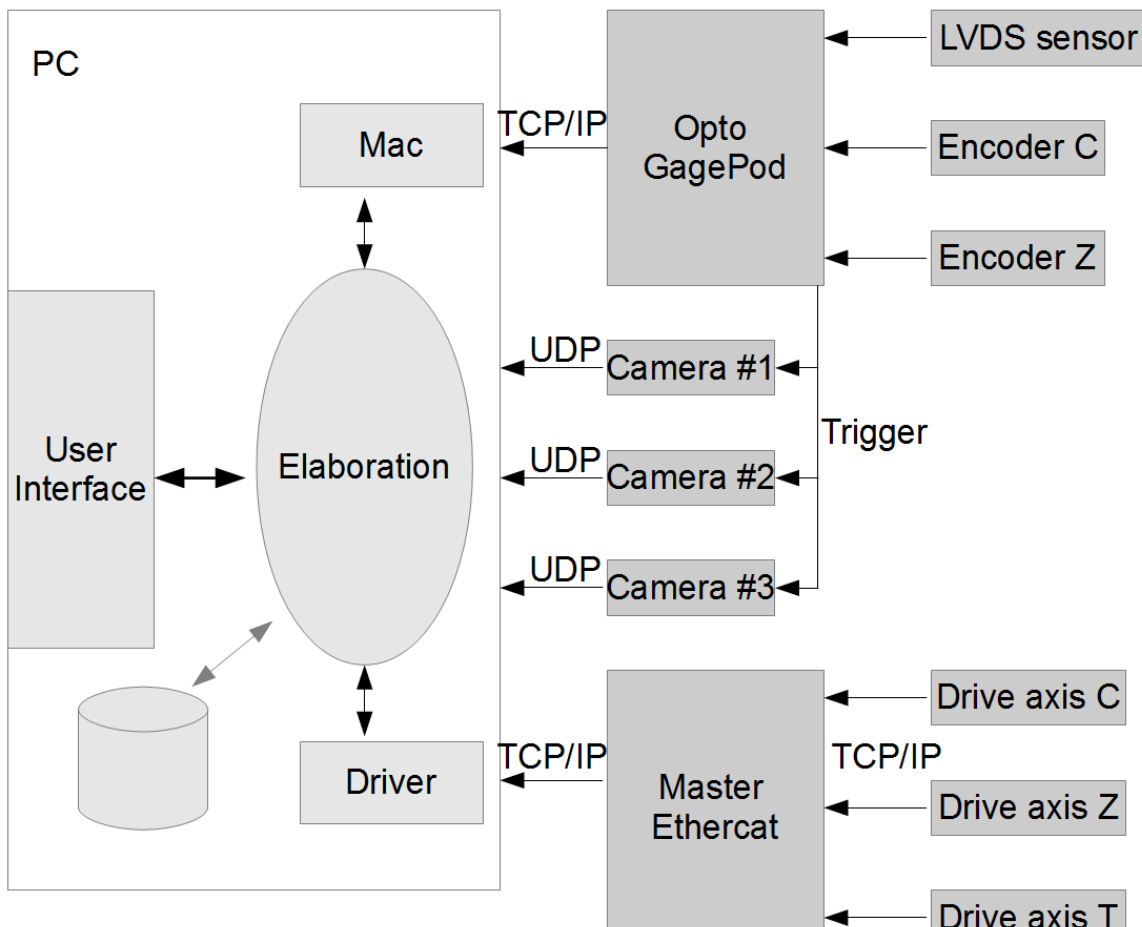 PC
Mac
TCP/IP
Opto
GagePod
LVDS sensor
Encoder C
Encoder Z
User
Interface
Elaboration
UDP
Camera #1
UDP
Camera #2
UDP
Camera #3
Trigger
Driver
TCP/IP
Master
Ethercat
TCP/IP
Drive axis C
Drive axis Z
Drive axis T